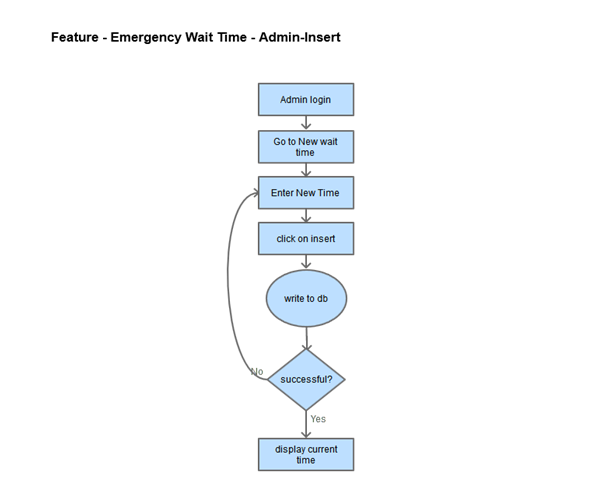 Feature - Emergency Wait Time - Admin-Insert
Admin login
Go to New wait
time
Enter New Time
click on insert
write to db
No
successful?
Yes
display current
time